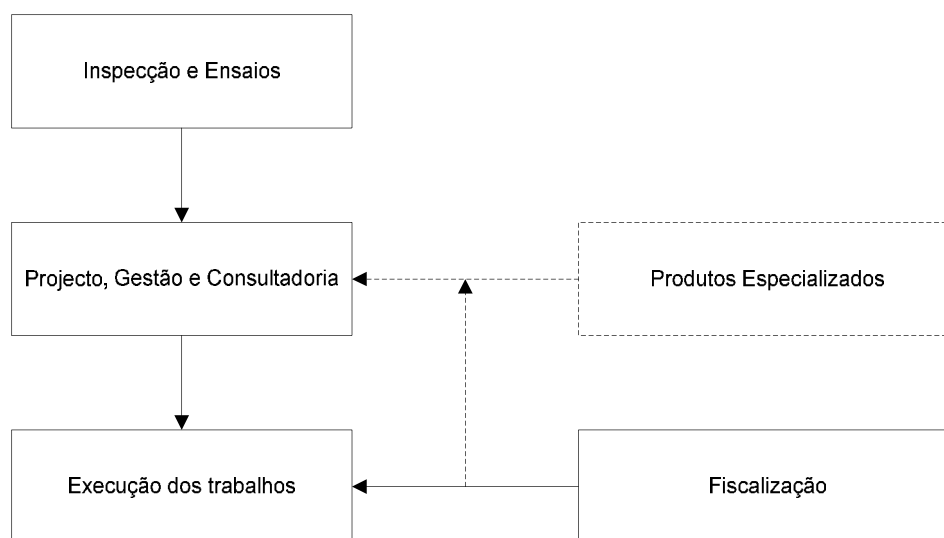 Inspecção e Ensaios
Projecto, Gestão e Consultadoria
Produtos Especializados
Execução dos trabalhos
Fiscalização